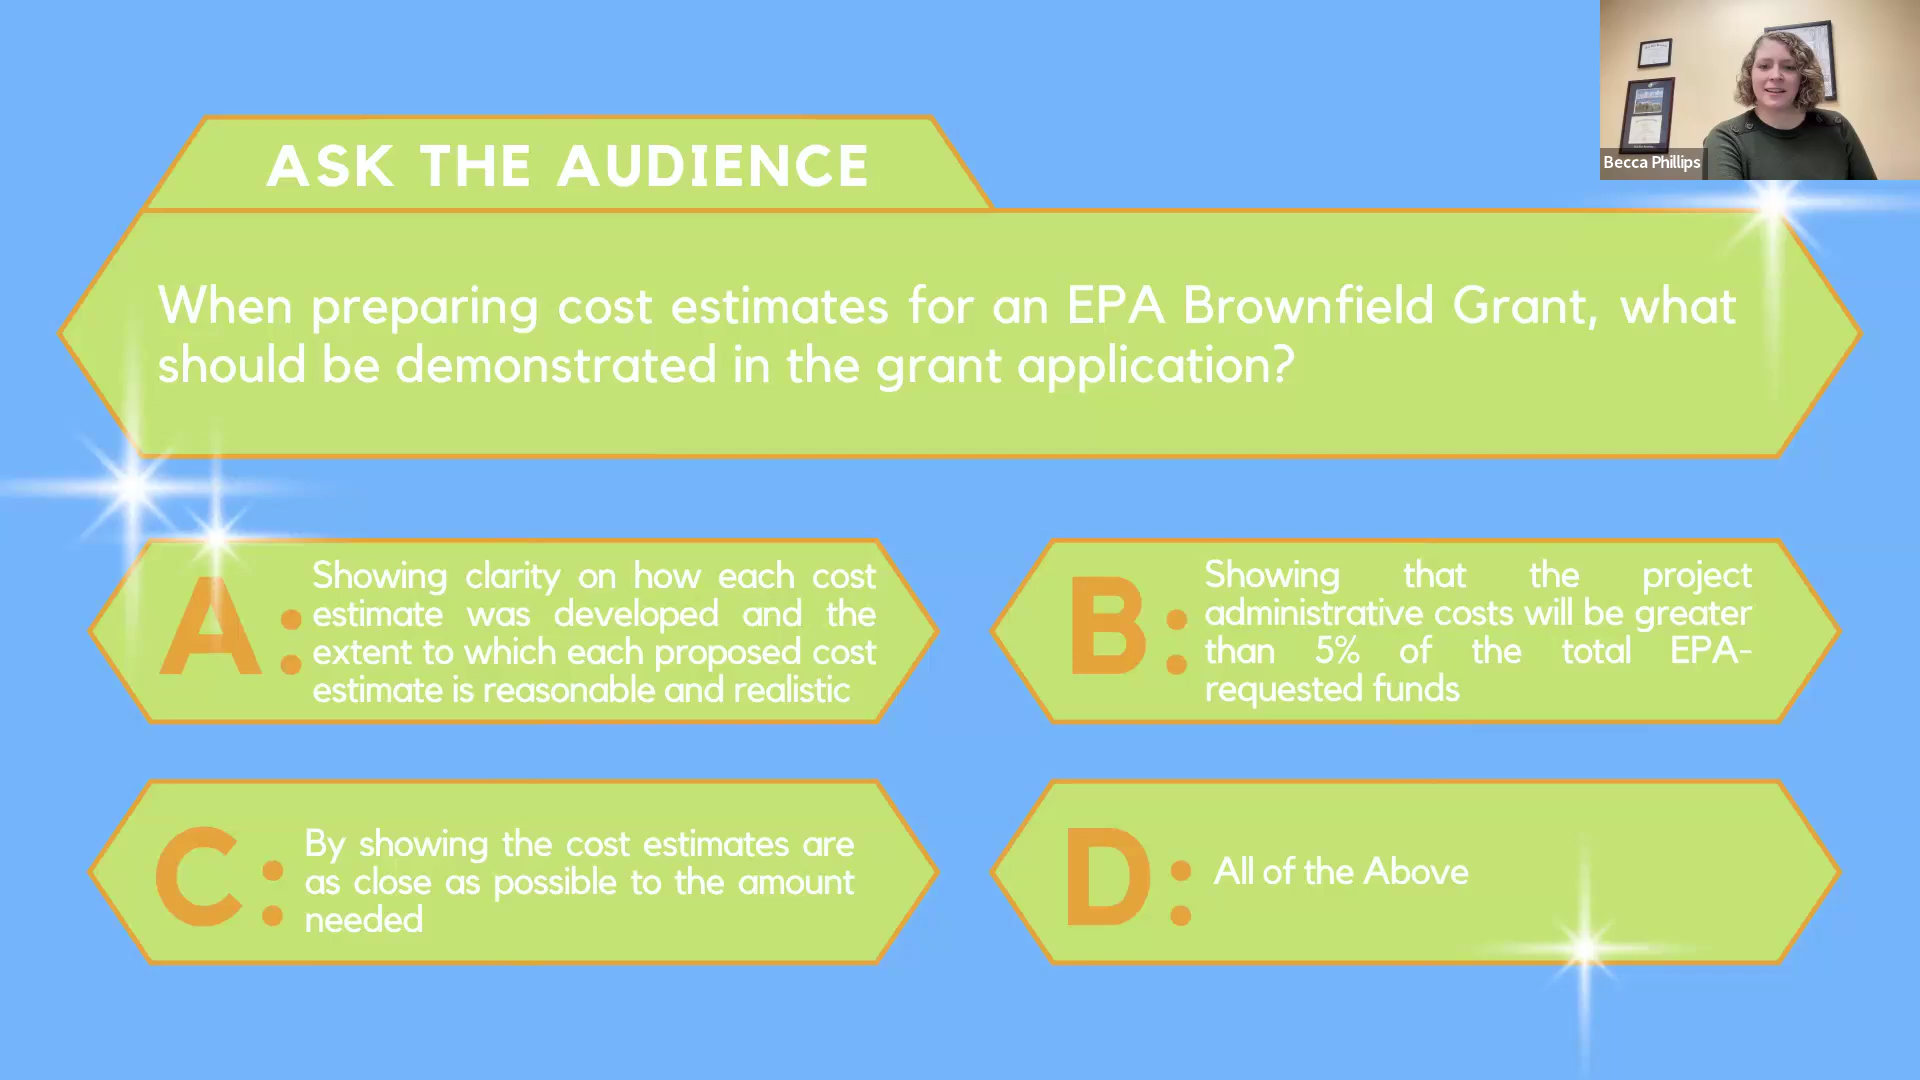 Becca Phillips
ASK THE AUDIENCE
When preparing cost estimates for an EPA Brownfield Grant, what
should be demonstrated in the grant application?
A:
Showing clarity on how each cost
estimate was developed and the
extent to which each proposed cost
estimate is reasonable and realistic
B:
Showing that the project
administrative costs will be greater
than 5% of the total EPA-
requested funds
C:
By showing the cost estimates are
as close as possible to the amount
needed
D:
All of the Above